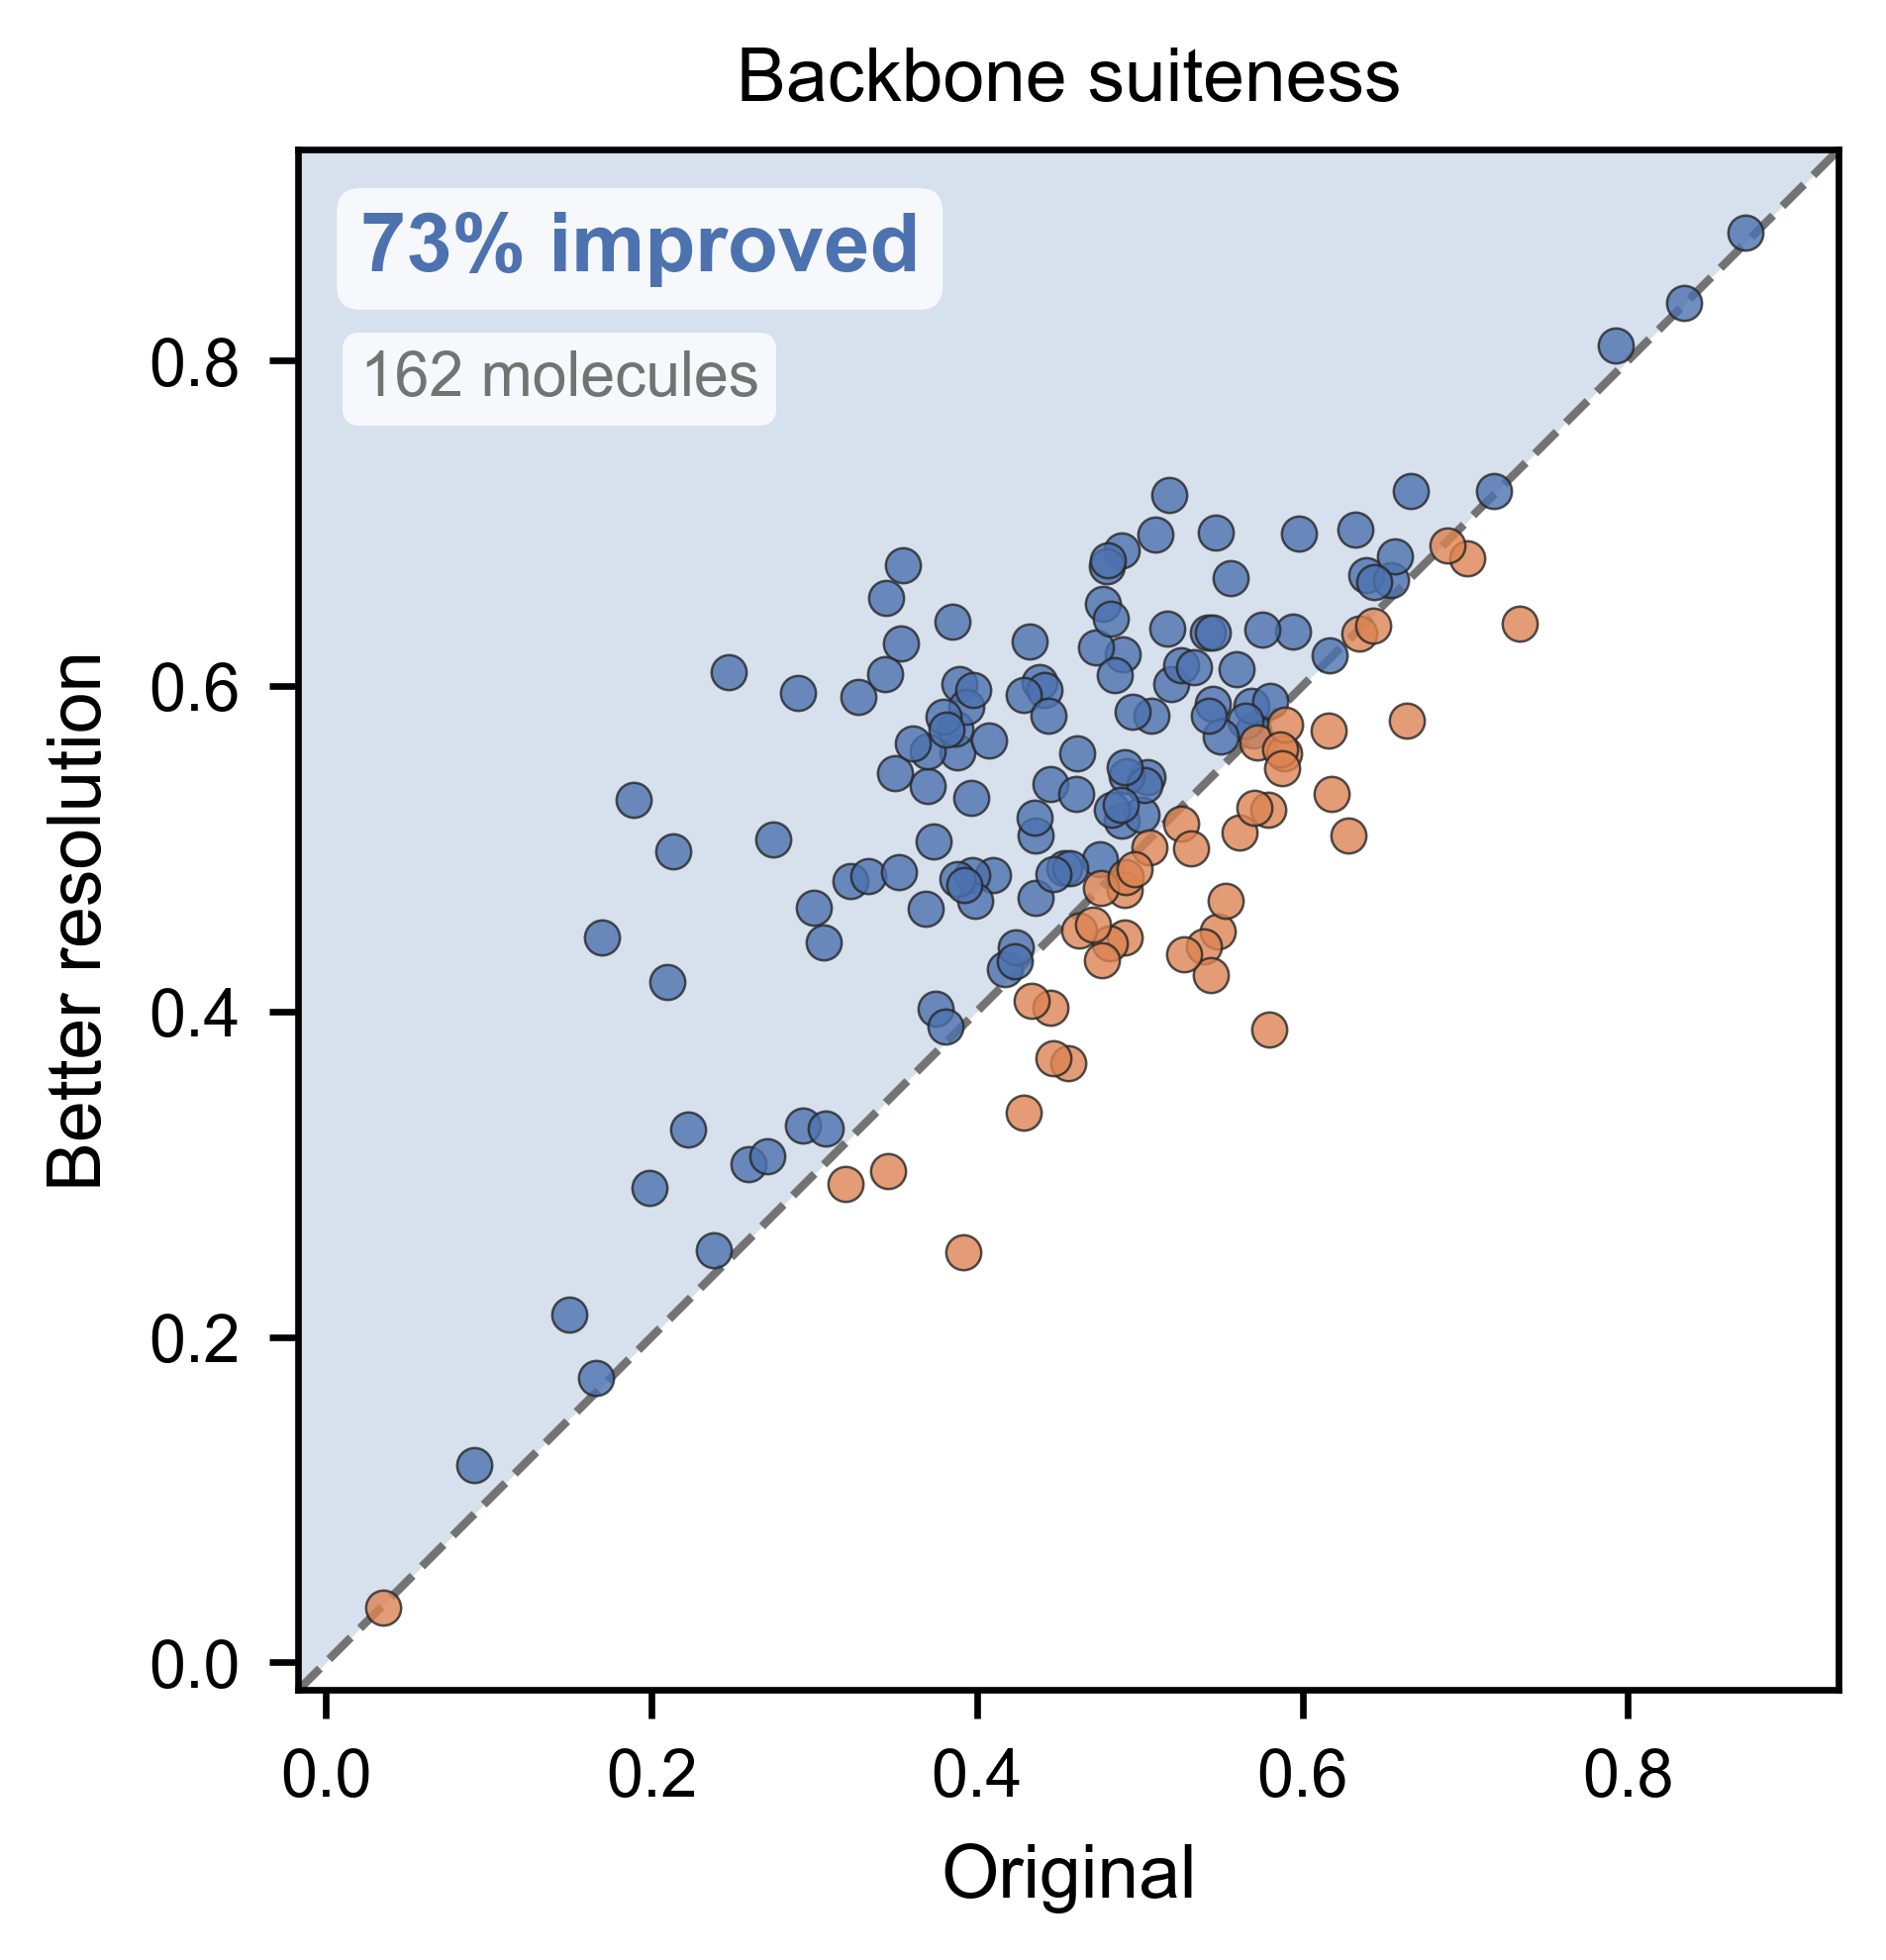 Backbone suiteness
73% improved
162 molecules
Better resolution
0.8
0.6
0.4
0.2
0.0
0.0 0.2 0.4 0.6 0.8
Original